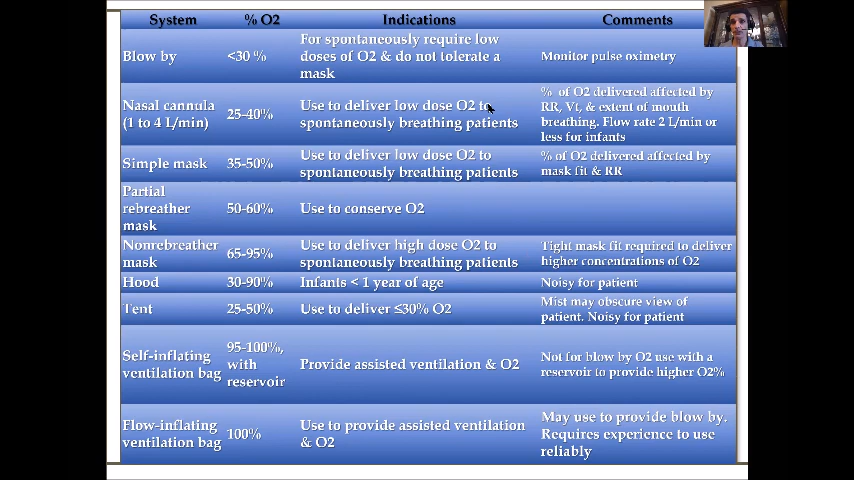 System % O2 Indications Comments
Blow by
<30 %
For spontaneously require low
doses of O2 & do not tolerate a
mask
Monitor pulse oximetry
Nasal cannula
(1 to 4 L/min)
25-40%
Use to deliver low dose O2 to
spontaneously breathing patients
% of O2 delivered affected by
RR, Vt, & extent of mouth
breathing. Flow rate 2 L/min or
less for infants
Simple mask
35-50%
Use to deliver low dose O2 to
spontaneously breathing patients
% of O2 delivered affected by
mask fit & RR
Partial
rebreather
mask
50-60%
Use to conserve O2
Nonrebreather
mask
65-95%
Use to deliver high dose O2 to
spontaneously breathing patients
Tight mask fit required to deliver
higher concentrations of O2
Hood
30-90%
Infants < 1 year of age
Noisy for patient
Tent
25-50%
Use to deliver ≤30% O2
Mist may obscure view of
patient. Noisy for patient
Self-inflating
ventilation bag
95-100%,
with
reservoir
Provide assisted ventilation & O2
Not for blow by O2 use with a
reservoir to provide higher O2%
Flow-inflating
ventilation bag
100%
Use to provide assisted ventilation
& O2
May use to provide blow by.
Requires experience to use
reliably